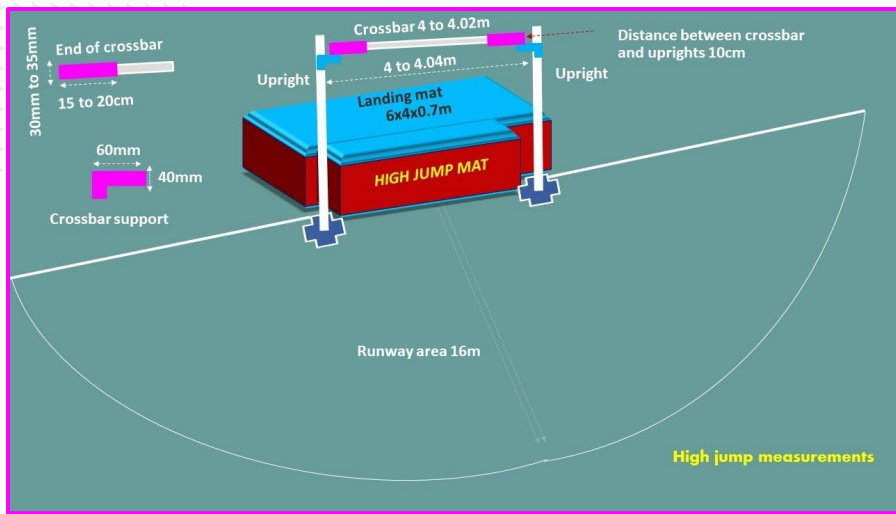 Crossbar 4 to 4.02m
Distance between crossbar
and uprights 10cm
End of crossbar
30mm to 35mm
15 to 20cm
Upright
4 to 4.04m
Upright
Landing mat
6x4x0.7m
60mm
40mm
HIGH JUMP MAT
Crossbar support
Runway area 16m
High jump measurements